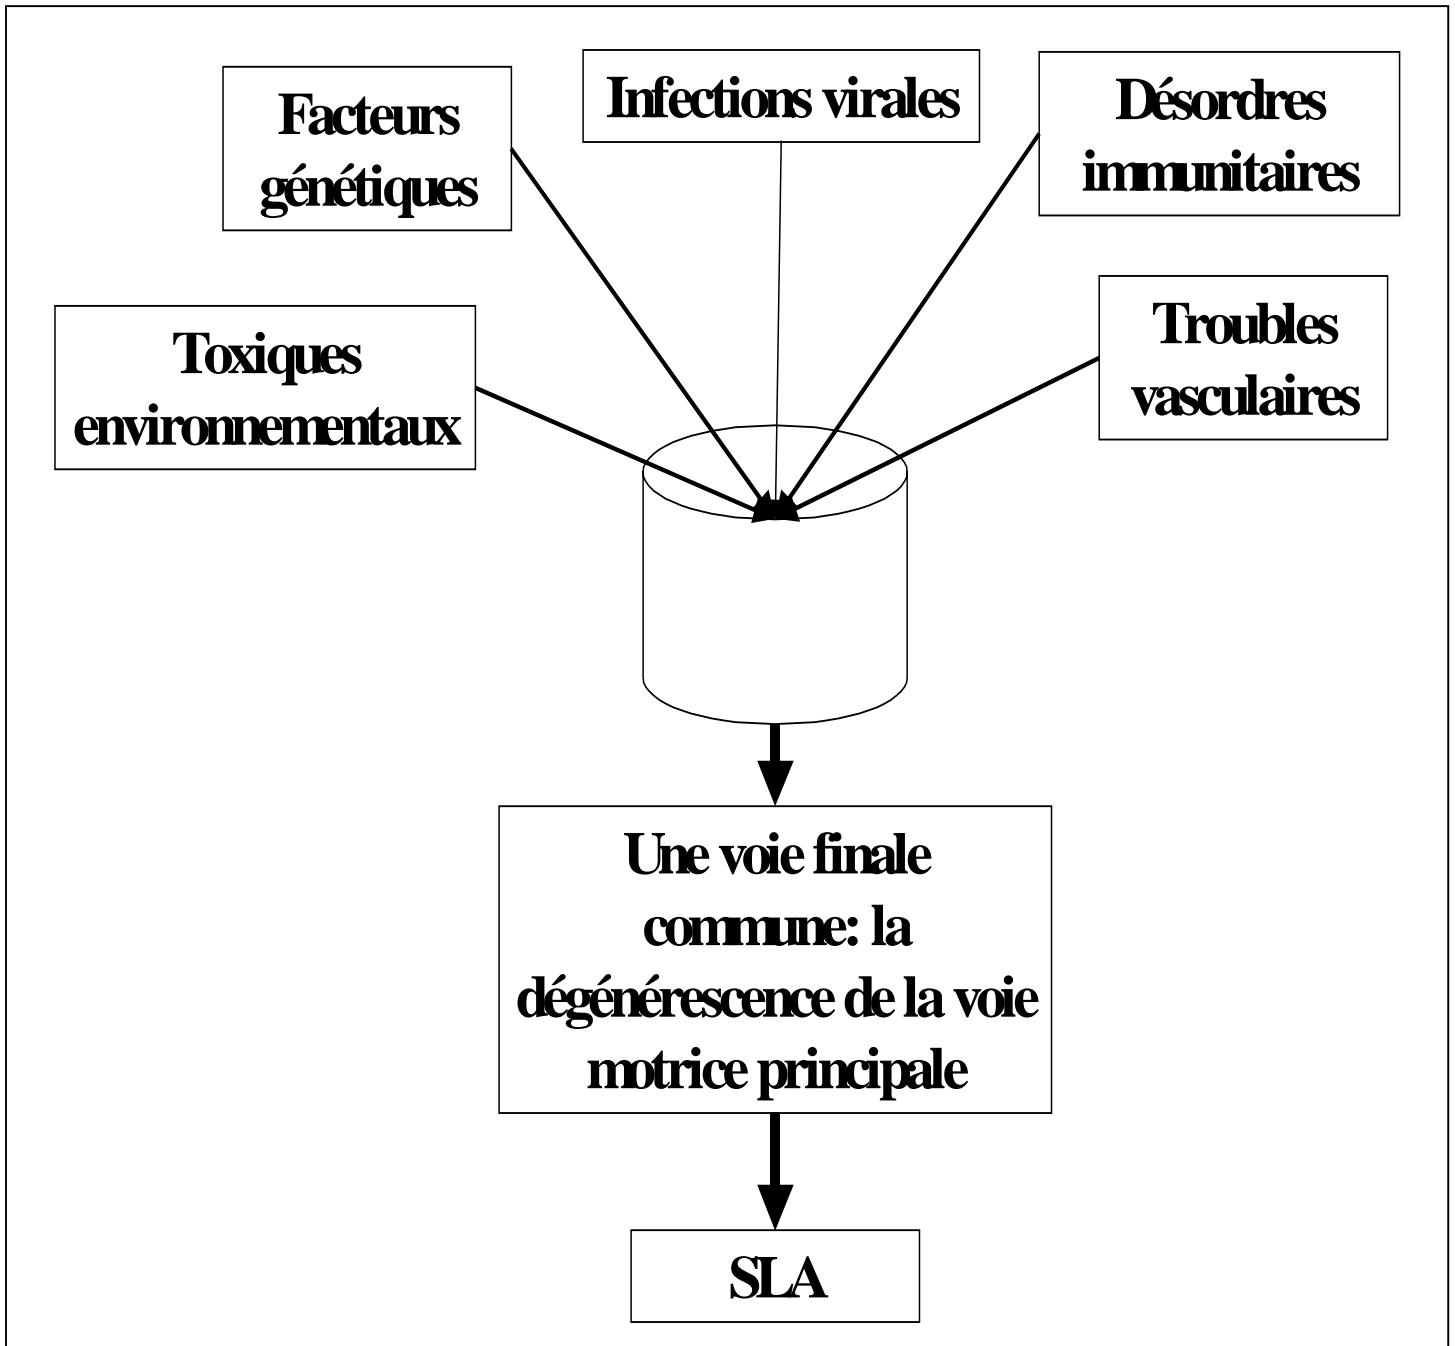 Facteurs
génétiques
Infections virales
Désordres
immunitaires
Toxiques
environnementaux
Troubles
vasculaires
Une voie finale
commune: la
dégénérescence de la voie
motrice principale
SLA